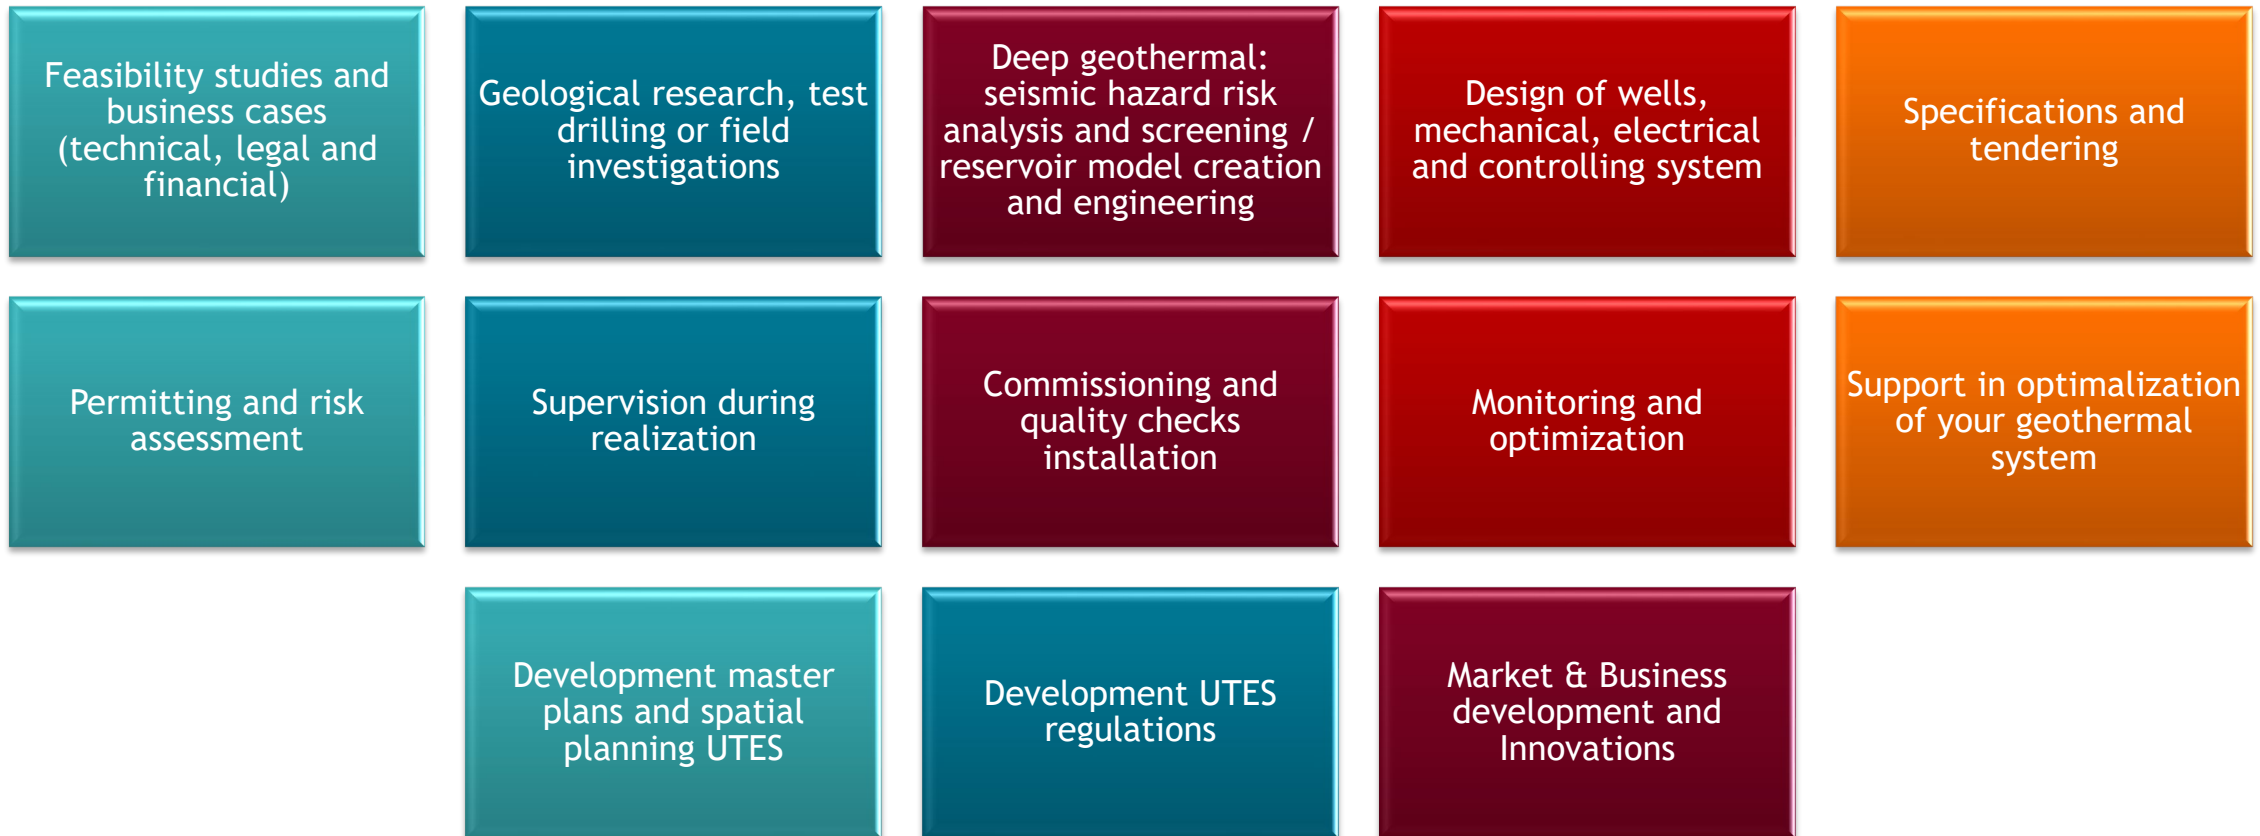 Feasibility studies and
business cases
(technical, legal and
financial)
Geological research, test
drilling or field
investigations
Deep geothermal:
seismic hazard risk
analysis and screening /
reservoir model creation
and engineering
Design of wells,
mechanical, electrical
and controlling system
Specifications and
tendering
Permitting and risk
assessment
Supervision during
realization
Commissioning and
quality checks
installation
Monitoring and
optimization
Support in optimalization
of your geothermal
system
Development master
plans and spatial
planning UTES
Development UTES
regulations
Market & Business
development and
Innovations